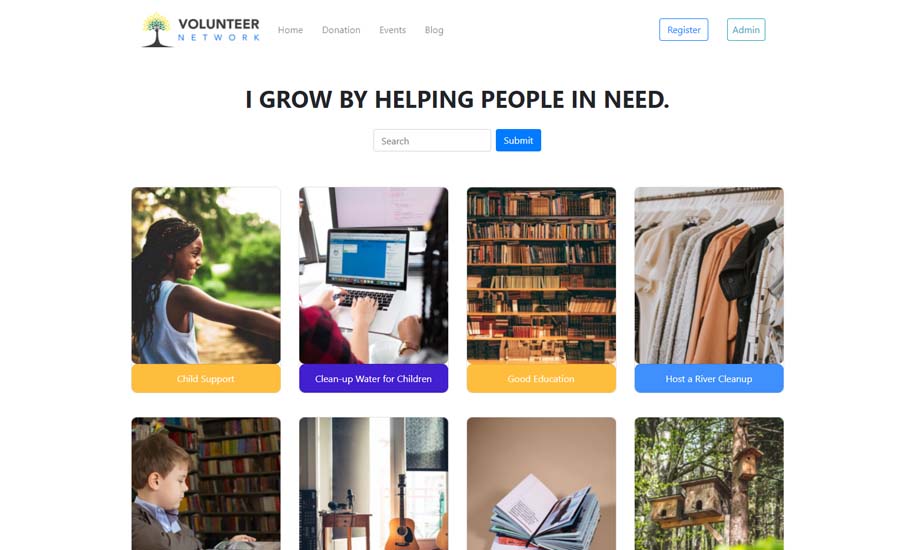 VOLUNTEER
NETWORK
Home Donation Events Blog
Register Admin
I GROW BY HELPING PEOPLE IN NEED.
Search Submit
Child Support Clean-up Water for Children Good Education Host a River Cleanup